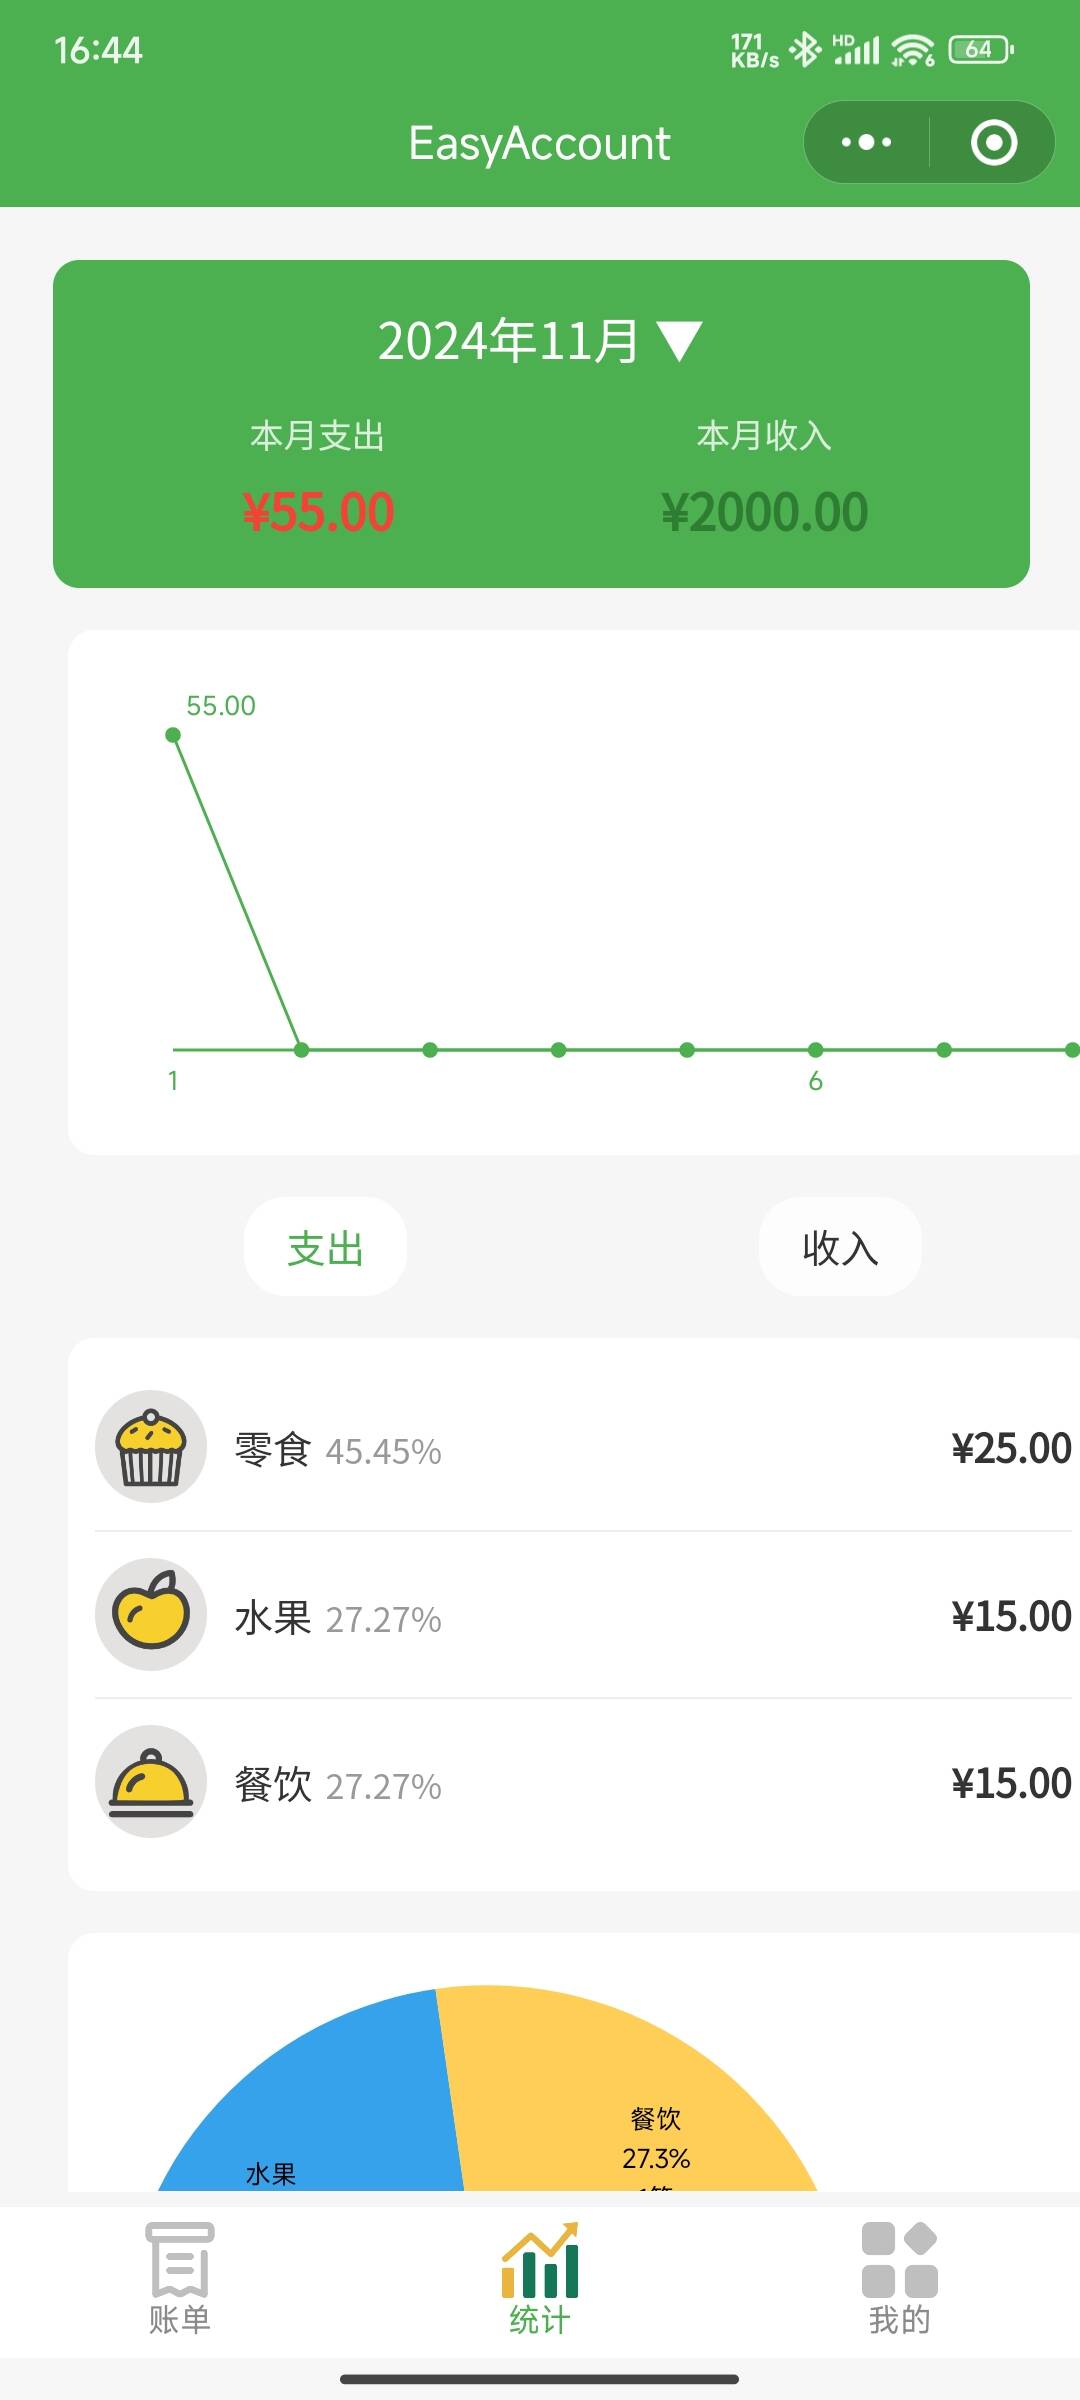 16:44
171
KB/s
HD
6
64
EasyAccount
2024年11月 ▼
本月支出
本月收入
¥55.00
¥2000.00
55.00
1
6
支出
收入
零食 45.45%
¥25.00
水果 27.27%
¥15.00
餐饮 27.27%
¥15.00
餐饮
27.3%
水果
账单
统计
我的